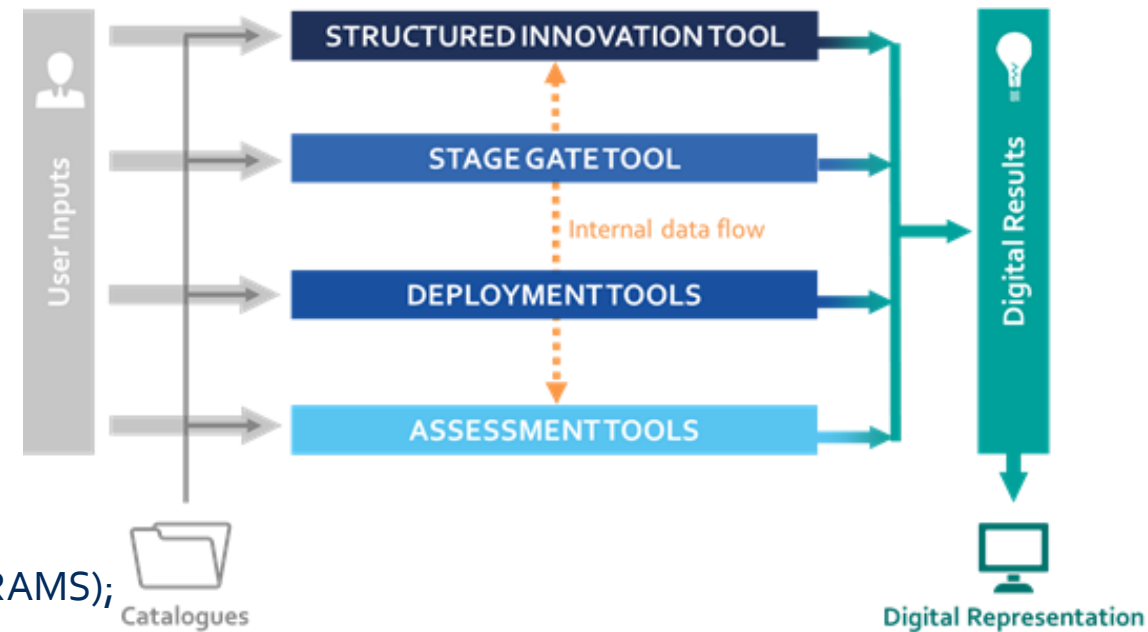 STRUCTURED INNOVATION TOOL
User Inputs
STAGE GATE TOOL
Internal data flow
DEPLOYMENT TOOLS
ASSESSMENT TOOLS
Digital Results
RAMS);
Catalogues
Digital Representation